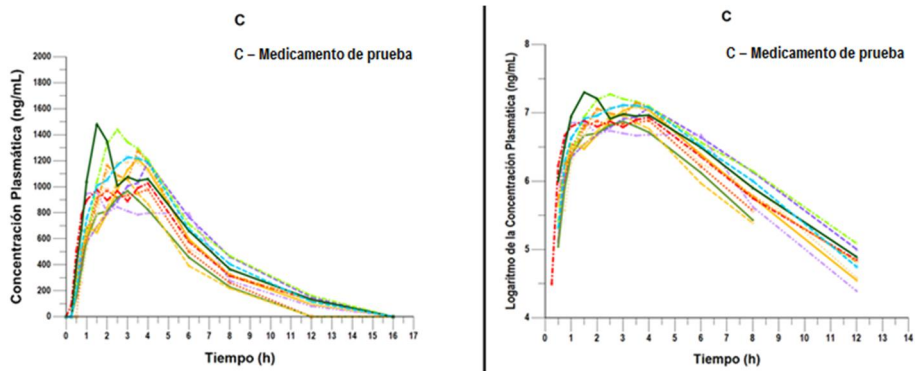 C
C – Medicamento de prueba
Concentración Plasmática (ng/mL)
2000
1800
1600
1400
1200
1000
800
600
400
200
0
0 1 2 3 4 5 6 7 8 9 10 11 12 13 14 15 16 17
Tiempo (h)
C
C – Medicamento de prueba
Logaritmo de la Concentración Plasmática (ng/mL)
8
7
6
5
4
0 1 2 3 4 5 6 7 8 9 10 11 12 13 14
Tiempo (h)